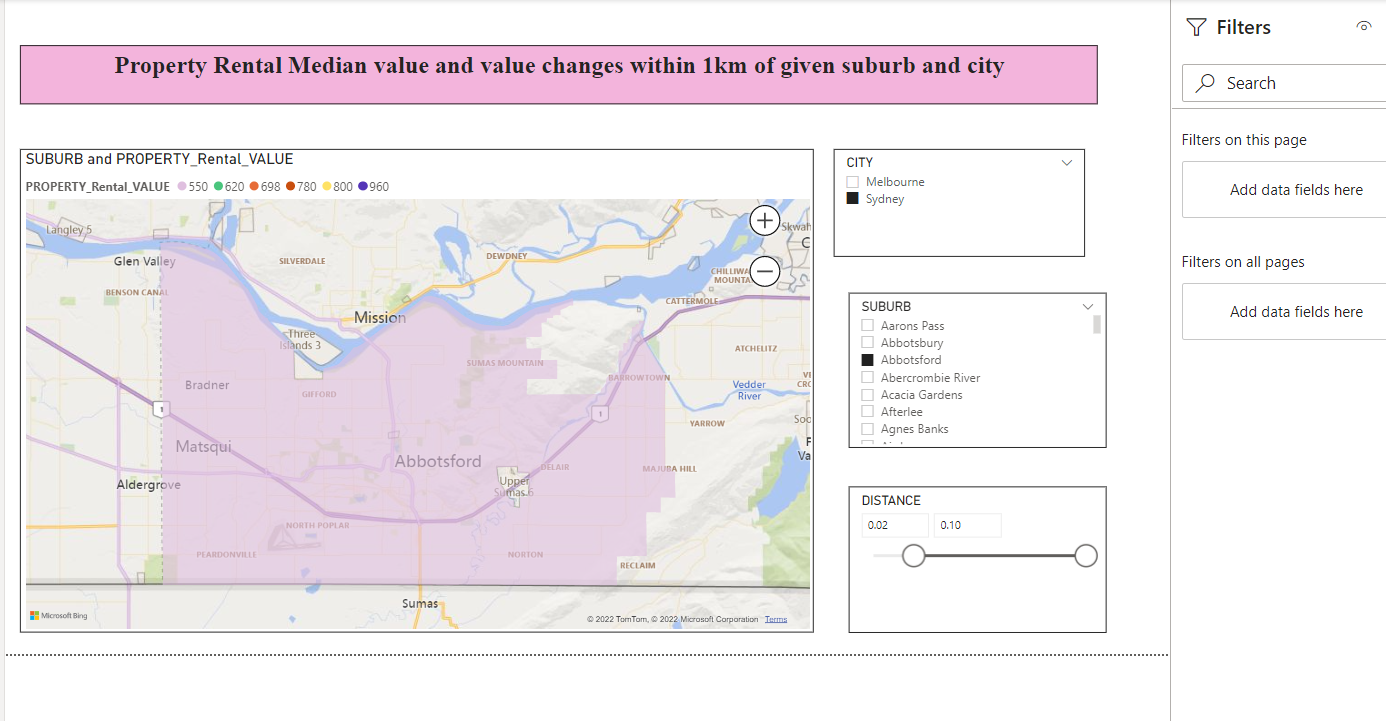 Filters
Property Rental Median value and value changes within 1km of given suburb and city
Search
Filters on this page
Add data fields here
Filters on all pages
Add data fields here
SUBURB and PROPERTY_Rental_VALUE
PROPERTY_Rental_VALUE 550 620 698 780 800 960
Langley 5
Glen Valley
SILVERDALE
DEWDNEY
BENSON CANAL
Mission
Three
Islands 3
CATTERMOLE
SUMAS MOUNTAIN
ATCHELITZ
BARROWTOWN
Bradner
GIFFORD
Vedder
River
1
1
YARROW
Matsqui
Abbotsford
DELAIR
MAJUBA HILL
Aldergrove
Upper
Sumas 6
NORTH POPLAR
PEARDONVILLE
NORTON
RECLAIM
Sumas
Microsoft Bing
© 2022 TomTom, © 2022 Microsoft Corporation Terms
CITY
Melbourne
Sydney
SUBURB
Aarons Pass
Abbotsbury
Abbotsford
Abercrombie River
Acacia Gardens
Afterlee
Agnes Banks
DISTANCE
0.02 0.10